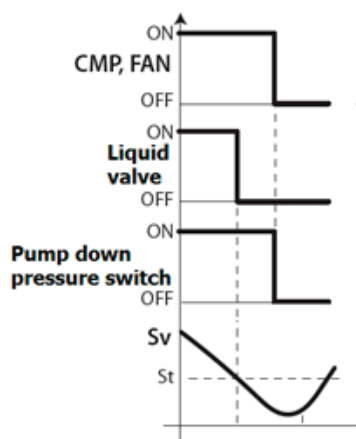 ON
CMP, FAN
OFF
ON
Liquid
valve
OFF
ON
Pump down
pressure switch
OFF
Sv
St